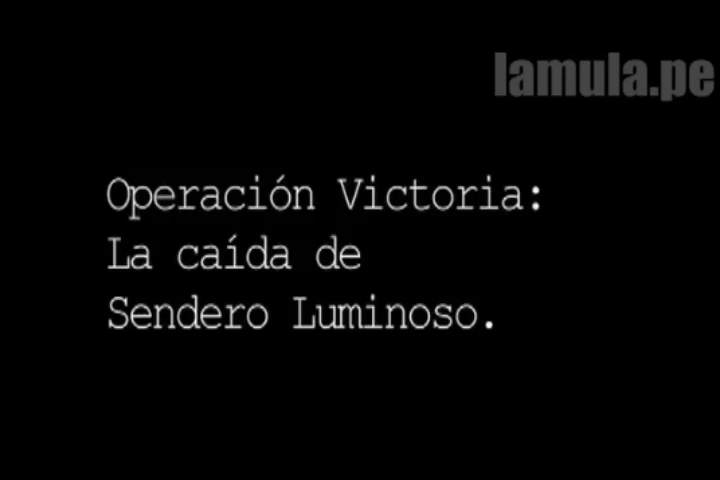 lamula.pe
Operación Victoria:
La caída de
Sendero Luminoso.